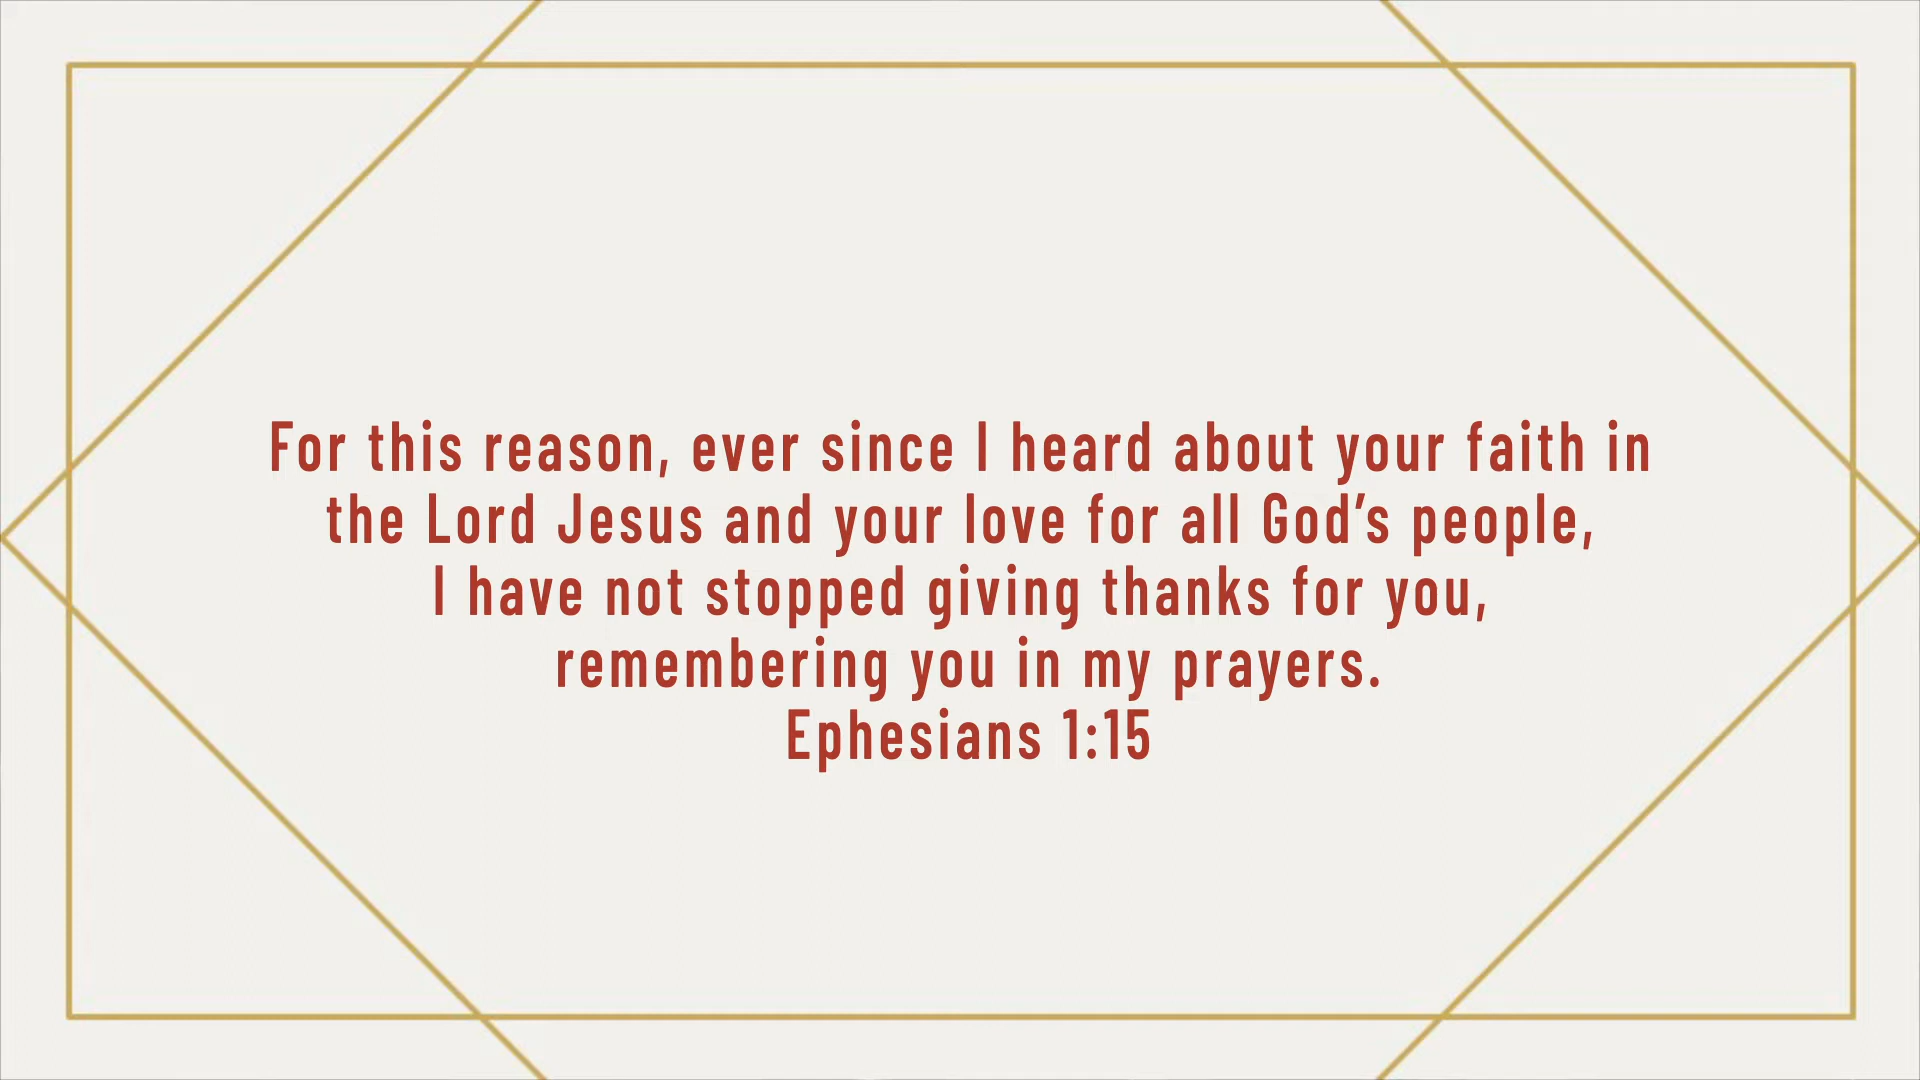 For this reason, ever since I heard about your faith in
the Lord Jesus and your love for all God’s people,
I have not stopped giving thanks for you,
remembering you in my prayers.
Ephesians 1:15